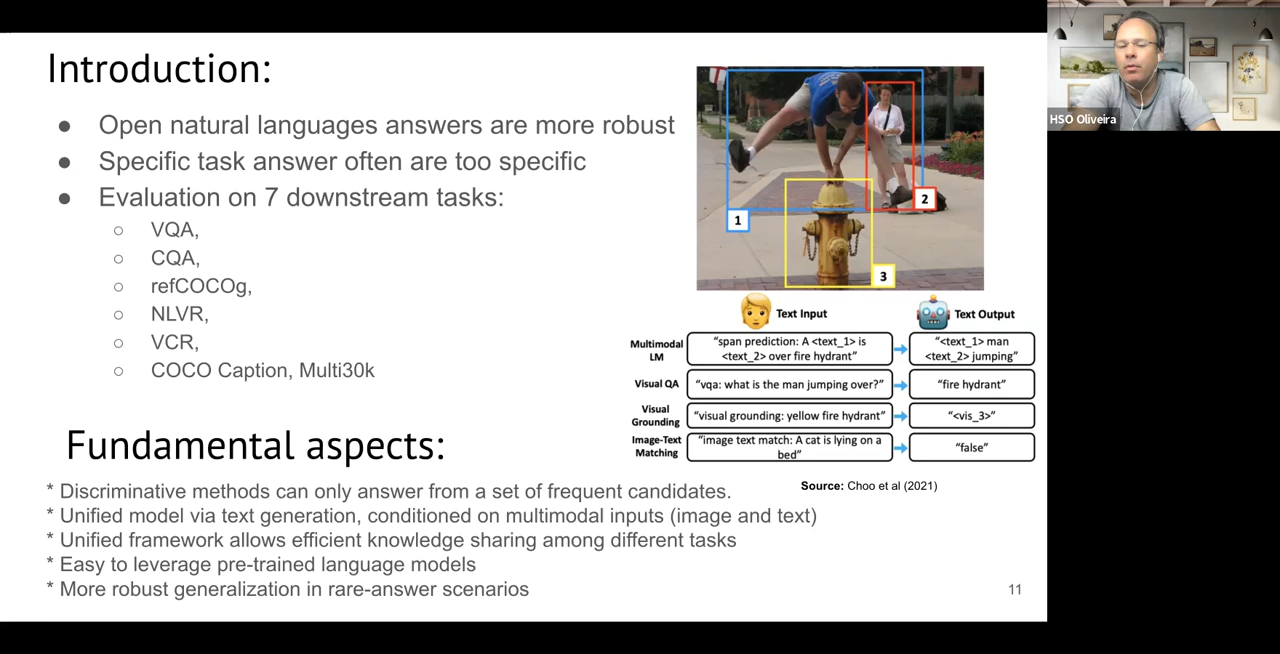 Introduction:
● Open natural languages answers are more robust
● Specific task answer often are too specific
● Evaluation on 7 downstream tasks:
○ VQA,
○ CQA,
○ refCOCOg,
○ NLVR,
○ VCR,
○ COCO Caption, Multi30k
1
2
3
Text Input
Text Output
Multimodal LM
"span prediction: A <text_1> is
<text_2> over fire hydrant"
"<text_1> man
<text_2> jumping"
Visual QA
"vqa: what is the man jumping over?"
"fire hydrant"
Visual
Grounding
"visual grounding: yellow fire hydrant"
"<vis_3>"
Image-Text
Matching
"image text match: A cat is lying on a
bed"
"false"
Source: Choo et al (2021)
Fundamental aspects:
* Discriminative methods can only answer from a set of frequent candidates.
* Unified model via text generation, conditioned on multimodal inputs (image and text)
* Unified framework allows efficient knowledge sharing among different tasks
* Easy to leverage pre-trained language models
* More robust generalization in rare-answer scenarios
11
HSO Oliveira